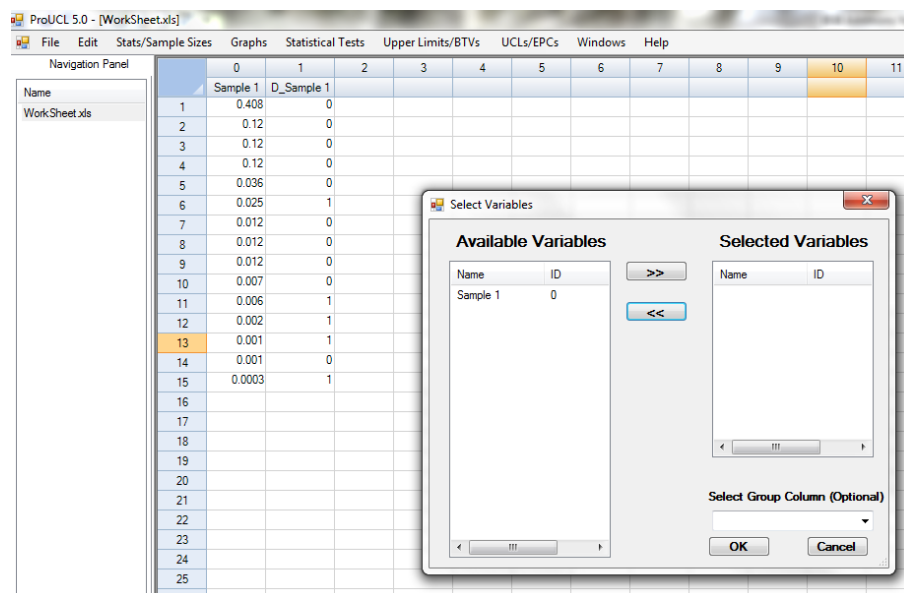 ProUCL 5.0 - [WorkSheet.xls]
File Edit Stats/Sample Sizes Graphs Statistical Tests Upper Limits/BTVs UCLs/EPCs Windows Help
Navigation Panel
Name
WorkSheet.xls
0 1 2 3 4 5 6 7 8 9 10 11
Sample 1 D_Sample 1
1 0.408 0
2 0.12 0
3 0.12 0
4 0.12 0
5 0.036 0
6 0.025 1
7 0.012 0
8 0.012 0
9 0.012 0
10 0.007 0
11 0.006 1
12 0.002 1
13 0.001 1
14 0.001 0
15 0.0003 1
16
17
18
19
20
21
22
23
24
25
Select Variables
Available Variables
Name ID
Sample 1 0
>>
<<
Selected Variables
Name ID
Select Group Column (Optional)
OK Cancel